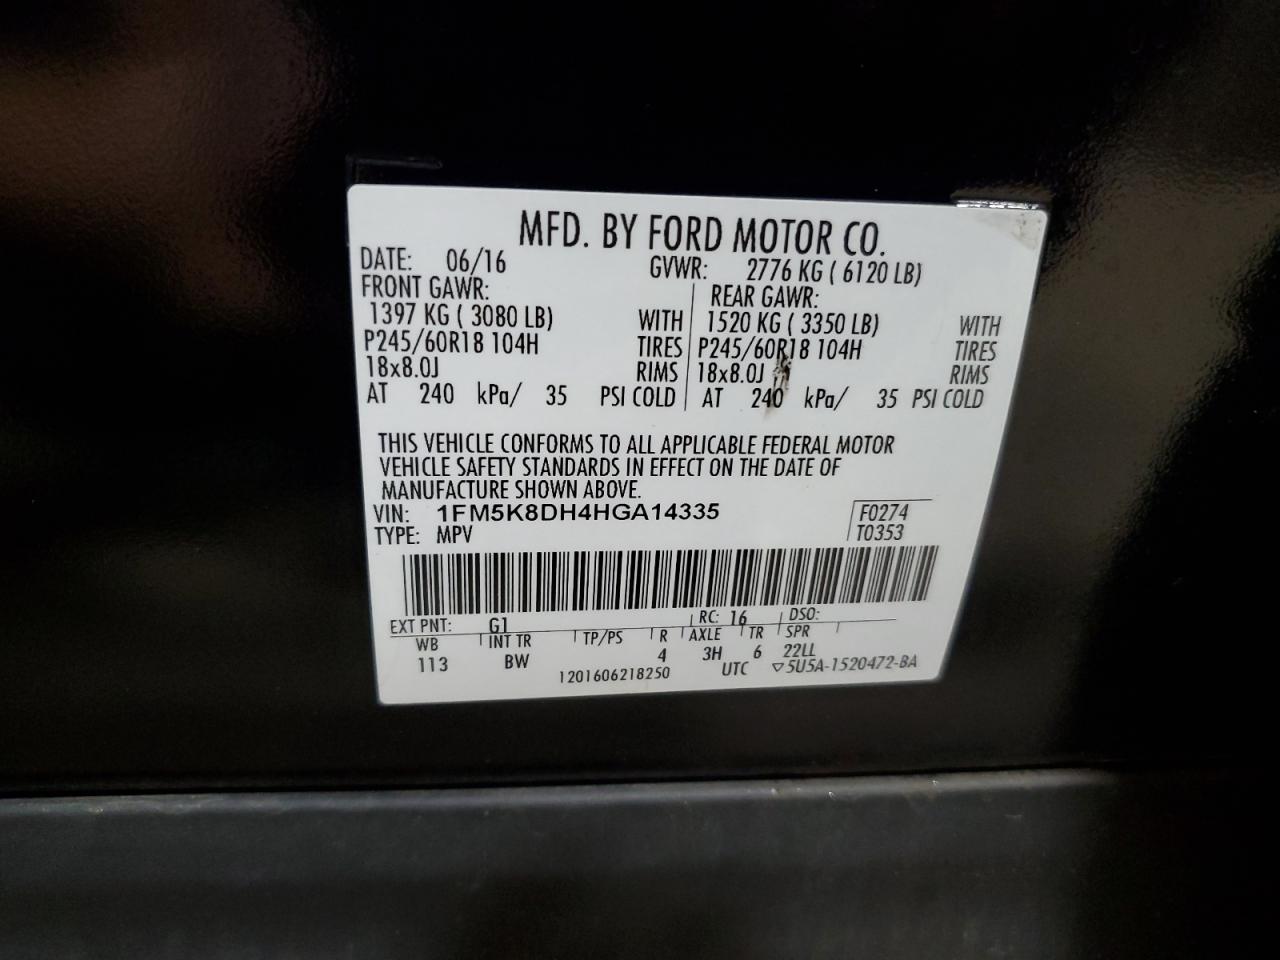 MFD. BY FORD MOTOR CO.
DATE: 06/16 GVWR: 2776 KG ( 6120 LB)
FRONT GAWR: REAR GAWR:
1397 KG ( 3080 LB) WITH 1520 KG ( 3350 LB) WITH
P245/60R18 104H TIRES P245/60R18 104H TIRES
18x8.0J RIMS 18x8.0J RIMS
AT 240 kPa/ 35 PSI COLD AT 240 kPa/ 35 PSI COLD
THIS VEHICLE CONFORMS TO ALL APPLICABLE FEDERAL MOTOR
VEHICLE SAFETY STANDARDS IN EFFECT ON THE DATE OF
MANUFACTURE SHOWN ABOVE.
VIN: 1FM5K8DH4HGA14335 F0274
TYPE: MPV T0353
EXT PNT: G1 RC: 16 DSO:
WB INT TR TP/PS R AXLE TR SPR
113 BW 4 3H 6 22LL
1201606218250 UTC ▽5U5A-1520472-BA